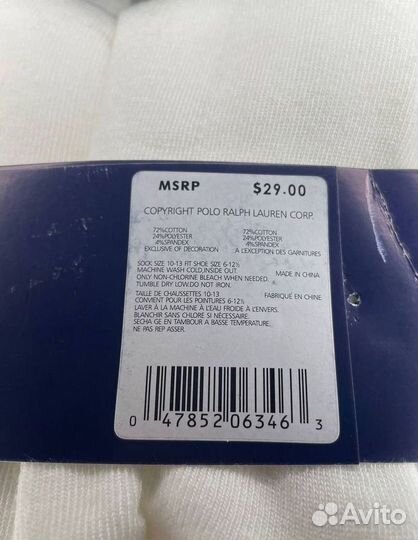 MSRP $29.00
COPYRIGHT POLO RALPH LAUREN CORP.
72%COTTON 72%COTTON
24%POLYESTER 24%POLYESTER
4%SPANDEX 4%SPANDEX
EXCLUSIVE OF DECORATION A L'EXCEPTION DES GARNITURES
SOCK SIZE 10-13 FIT SHOE SIZE 6-12½
MACHINE WASH COLD,INSIDE OUT. MADE IN CHINA
ONLY NON-CHLORINE BLEACH WHEN NEEDED.
TUMBLE DRY LOW.DO NOT IRON.
TAILLE DE CHAUSSETTES 10-13 FABRIQUÉ EN CHINE
CONVIENT POUR LES POINTURES 6-12½
LAVER À LA MACHINE À L'EAU FROIDE À L'ENVERS.
BLANCHIR SANS CHLORE SI NÉCESSAIRE.
SECHA GE EN TAMBOUR A BASSE TEMPÉRATURE.
NE PAS REP ASSER.
0 47852 06346 3
Avito